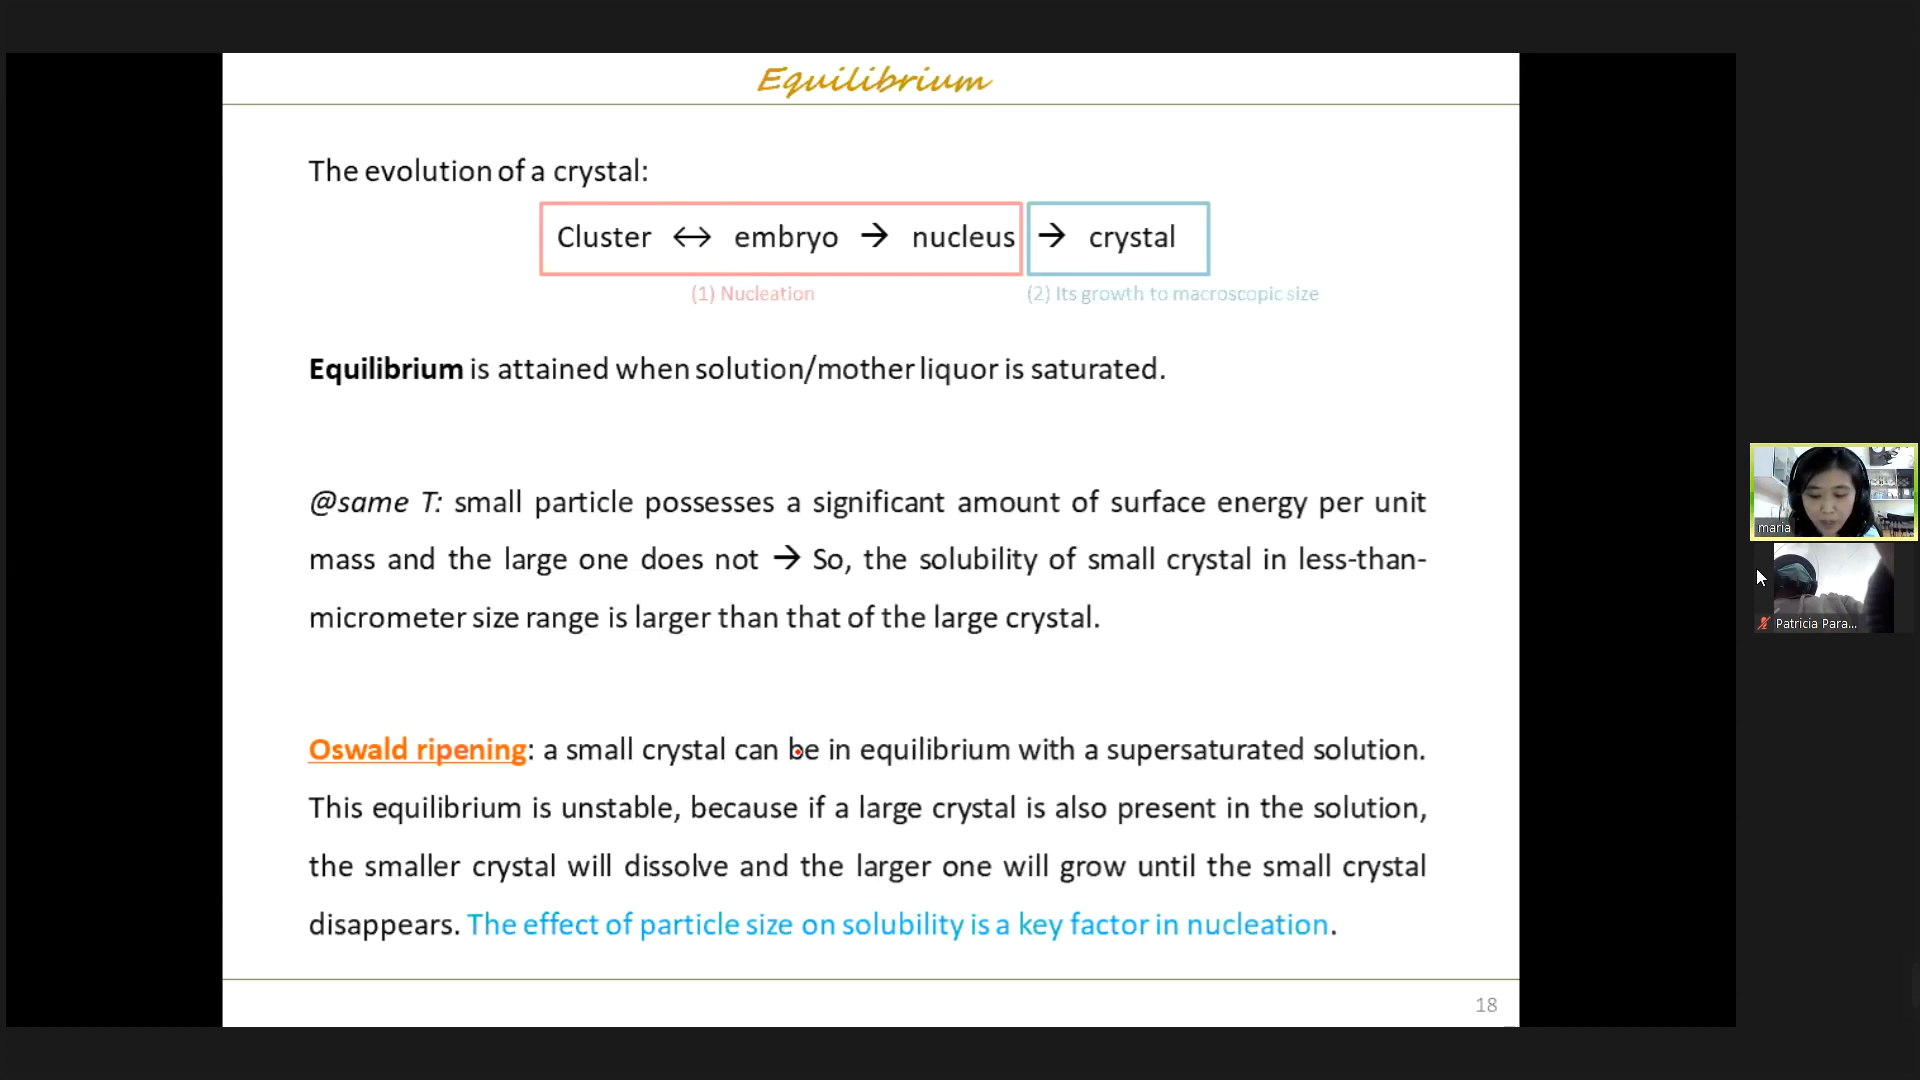 Equilibrium
The evolution of a crystal:
Cluster ↔ embryo → nucleus → crystal
(1) Nucleation (2) Its growth to macroscopic size
Equilibrium is attained when solution/mother liquor is saturated.
@same T: small particle possesses a significant amount of surface energy per unit
mass and the large one does not → So, the solubility of small crystal in less-than-
micrometer size range is larger than that of the large crystal.
Oswald ripening: a small crystal can be in equilibrium with a supersaturated solution.
This equilibrium is unstable, because if a large crystal is also present in the solution,
the smaller crystal will dissolve and the larger one will grow until the small crystal
disappears. The effect of particle size on solubility is a key factor in nucleation.
18
maria
Patricia Para...